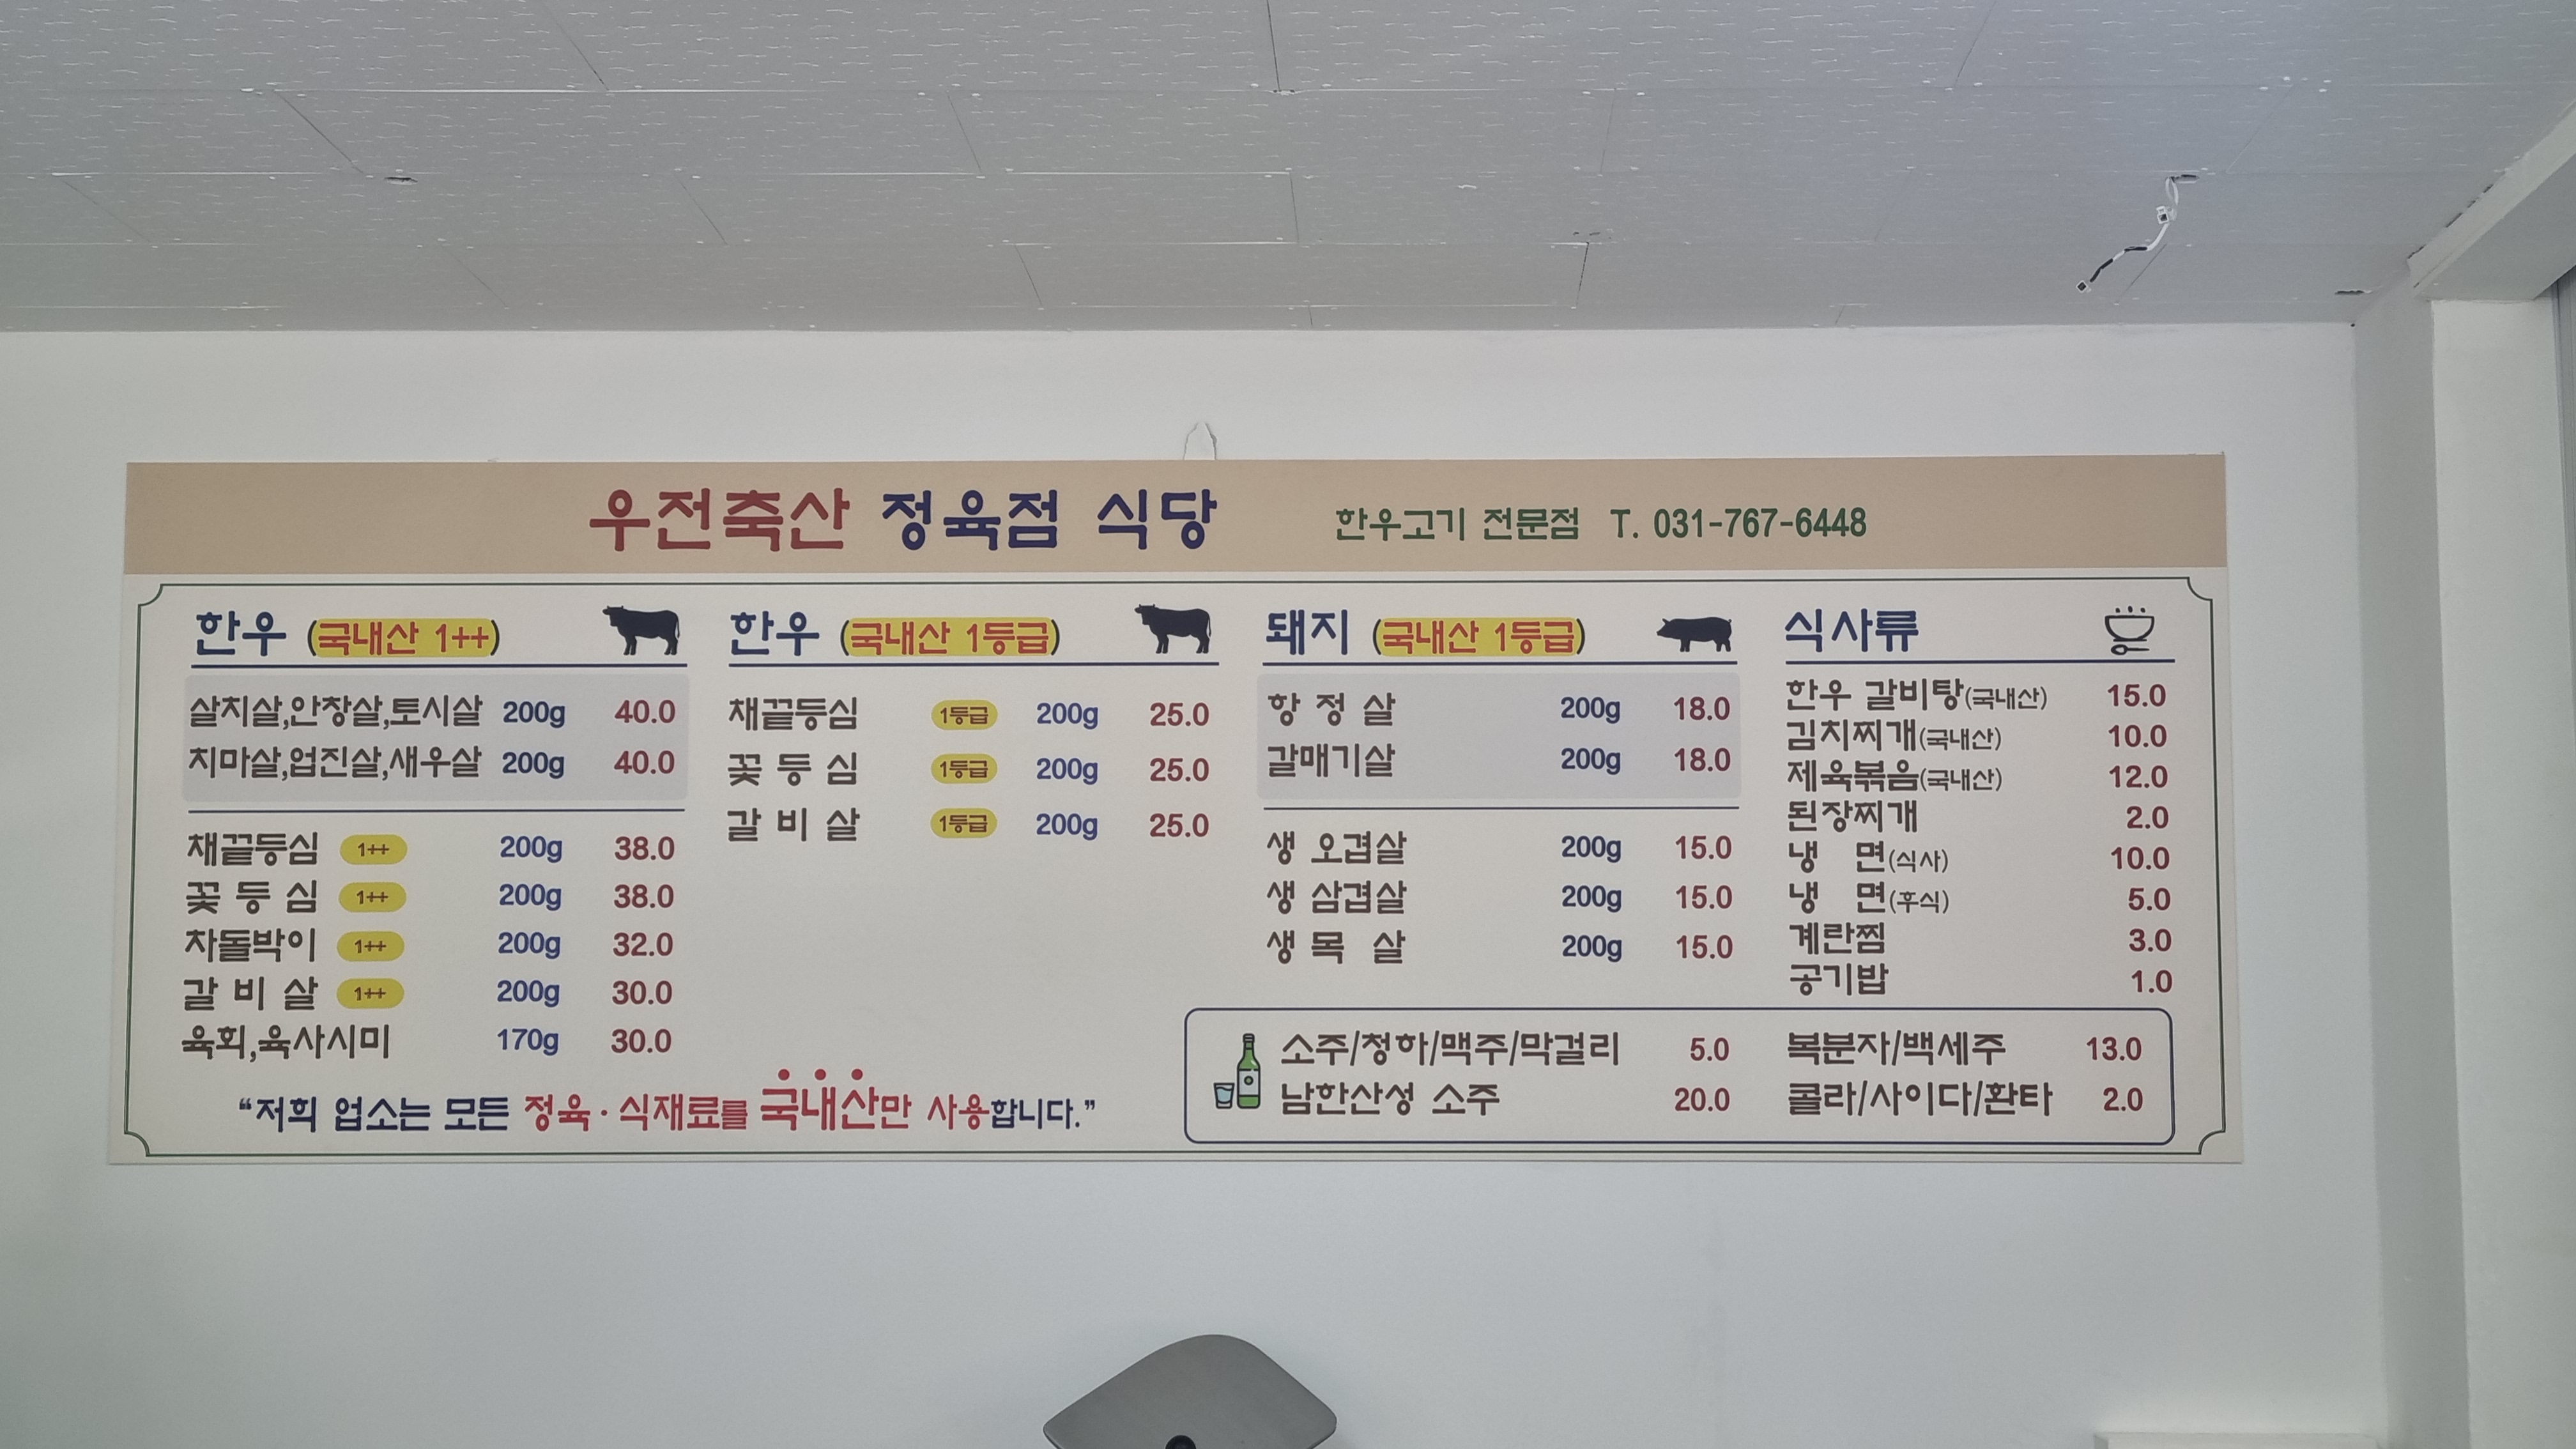 우전축산 정육점 식당 한우고기 전문점 T. 031-767-6448
한우 (국내산 1++)
살치살,안창살,토시살 200g 40.0
치마살,업진살,새우살 200g 40.0
채끝등심 1++ 200g 38.0
꽃 등 심 1++ 200g 38.0
차돌박이 1++ 200g 32.0
갈 비 살 1++ 200g 30.0
육회,육사시미 170g 30.0
한우 (국내산 1등급)
채끝등심 1등급 200g 25.0
꽃 등 심 1등급 200g 25.0
갈 비 살 1등급 200g 25.0
돼지 (국내산 1등급)
항 정 살 200g 18.0
갈매기살 200g 18.0
생 오겹살 200g 15.0
생 삼겹살 200g 15.0
생 목 살 200g 15.0
식사류
한우 갈비탕(국내산) 15.0
김치찌개(국내산) 10.0
제육볶음(국내산) 12.0
된장찌개 2.0
냉 면(식사) 10.0
냉 면(후식) 5.0
계란찜 3.0
공기밥 1.0
소주/청하/맥주/막걸리 5.0 복분자/백세주 13.0
남한산성 소주 20.0 콜라/사이다/환타 2.0
“저희 업소는 모든 정육·식재료를 국내산만 사용합니다.”